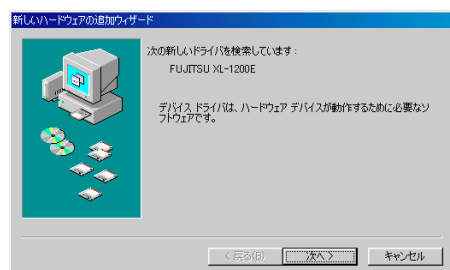 新しいハードウェアの追加ウィザード
次の新しいドライバを検索しています：
FUJITSU XL-1200E
デバイス ドライバは、ハードウェア デバイスが動作するために必要なソ
フトウェアです。
< 戻る(B)
次へ >
キャンセル